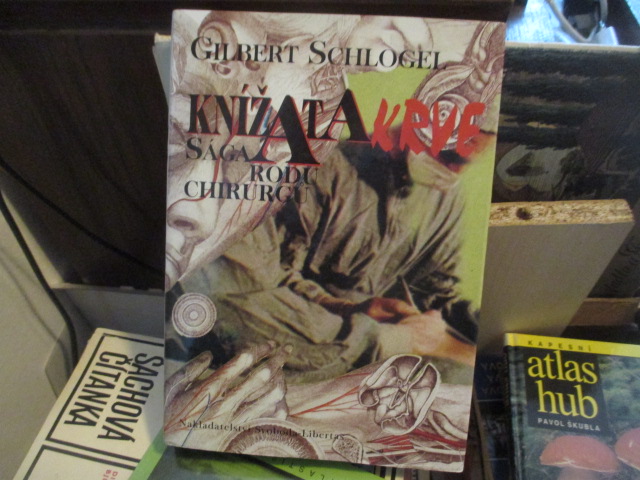 GILBERT SCHLOGEL
KNÍŽATA KRVE
SÁGA
RODU
CHIRURGŮ
Nakladatelství Svoboda-Libertas
ŠACHOVÁ
ČÍTANKA
KAPESNÍ
atlas
hub
PAVOL ŠKUBLA